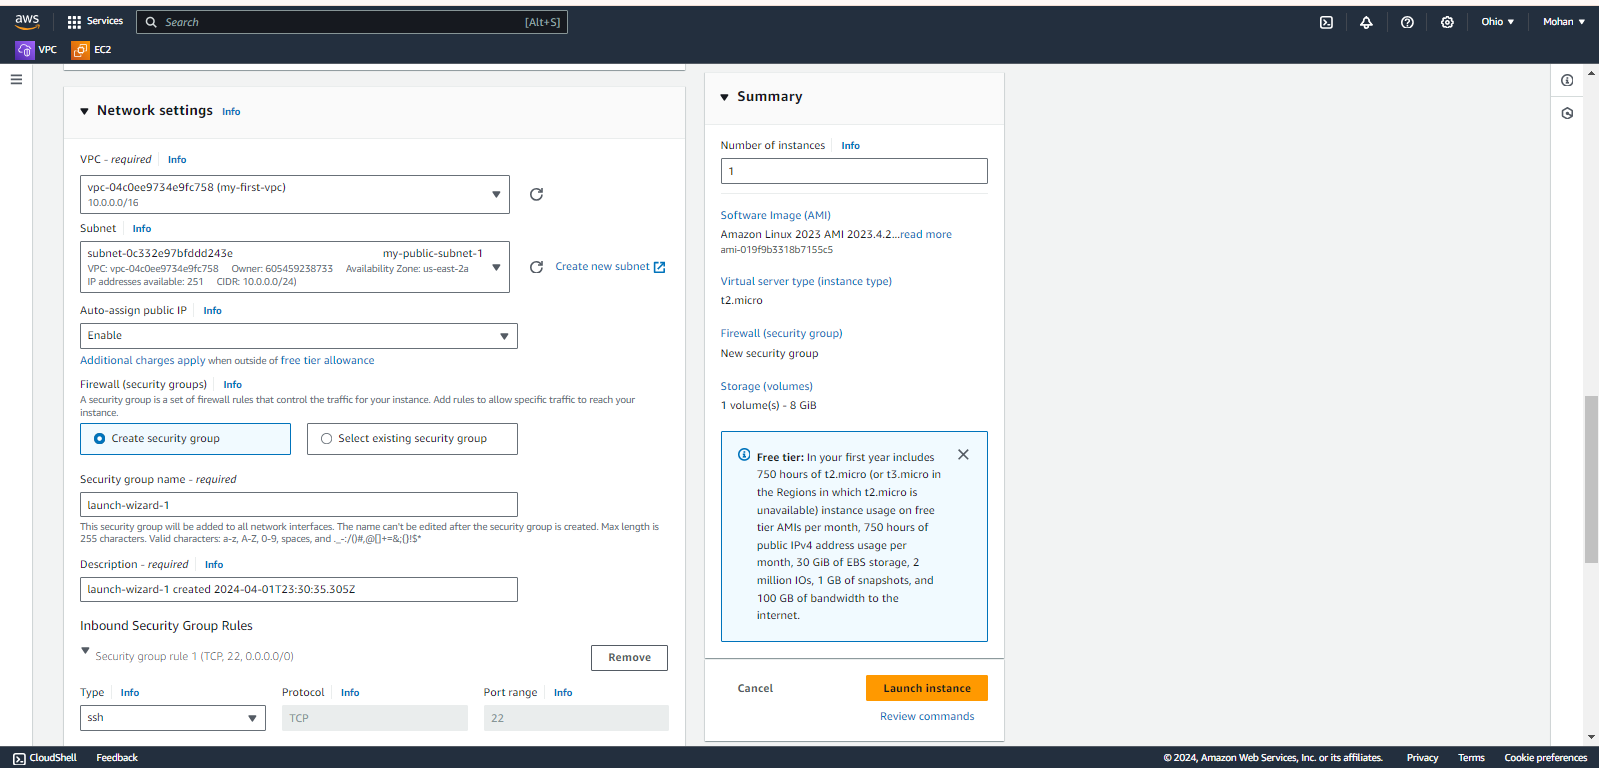 aws
Services
Search
[Alt+S]
Ohio ▼
Mohan ▼
VPC
EC2
▼ Network settings Info
VPC - required Info
vpc-04c0ee9734e9fc758 (my-first-vpc)
10.0.0.0/16
Subnet Info
subnet-0c332e97bfddd243e my-public-subnet-1
VPC: vpc-04c0ee9734e9fc758 Owner: 605459238733 Availability Zone: us-east-2a
IP addresses available: 251 CIDR: 10.0.0.0/24)
Create new subnet
Auto-assign public IP Info
Enable
Additional charges apply when outside of free tier allowance
Firewall (security groups) Info
A security group is a set of firewall rules that control the traffic for your instance. Add rules to allow specific traffic to reach your
instance.
Create security group
Select existing security group
Security group name - required
launch-wizard-1
This security group will be added to all network interfaces. The name can't be edited after the security group is created. Max length is
255 characters. Valid characters: a-z, A-Z, 0-9, spaces, and ._-:/()#,@[]+=&;{}!$*
Description - required Info
launch-wizard-1 created 2024-04-01T23:30:35.305Z
Inbound Security Group Rules
▼ Security group rule 1 (TCP, 22, 0.0.0.0/0)
Remove
Type Info
Protocol Info
Port range Info
ssh
TCP
22
▼ Summary
Number of instances Info
1
Software Image (AMI)
Amazon Linux 2023 AMI 2023.4.2...read more
ami-019f9b3318b7155c5
Virtual server type (instance type)
t2.micro
Firewall (security group)
New security group
Storage (volumes)
1 volume(s) - 8 GiB
Free tier: In your first year includes
750 hours of t2.micro (or t3.micro in
the Regions in which t2.micro is
unavailable) instance usage on free
tier AMIs per month, 750 hours of
public IPv4 address usage per
month, 30 GiB of EBS storage, 2
million IOs, 1 GB of snapshots, and
100 GB of bandwidth to the
internet.
Cancel
Launch instance
Review commands
CloudShell
Feedback
© 2024, Amazon Web Services, Inc. or its affiliates.
Privacy
Terms
Cookie preferences